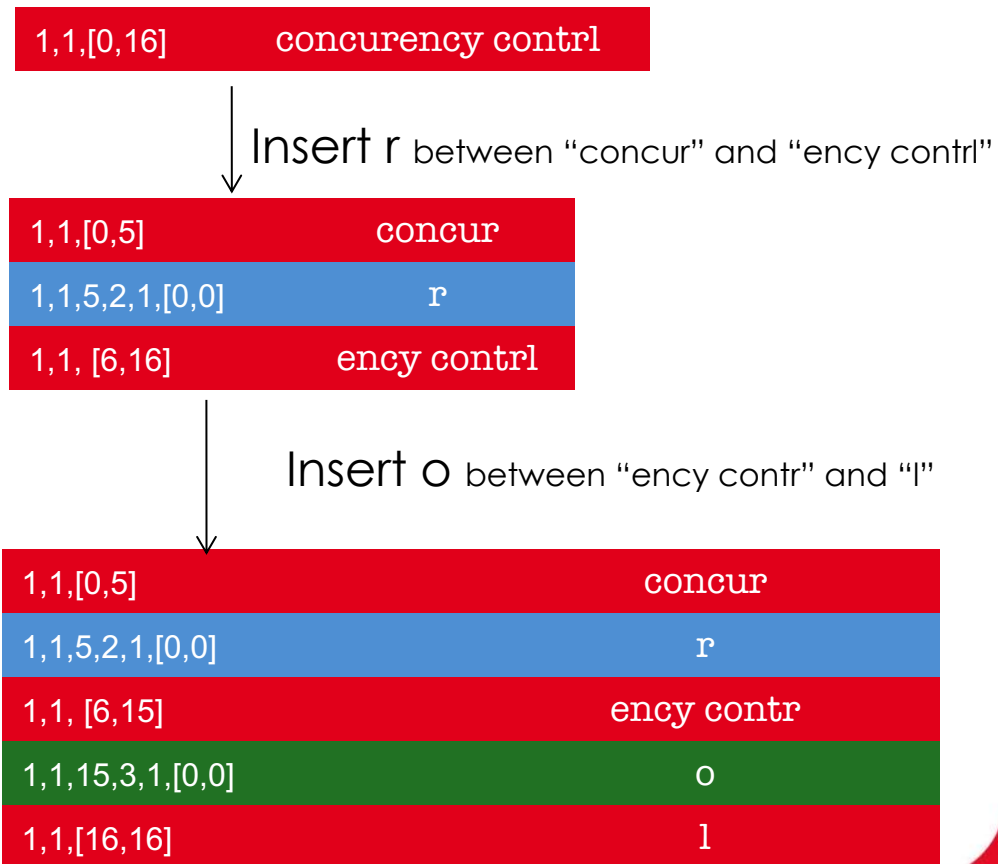 1,1,[0,16] concurency contrl
Insert r between “concur” and “ency contrl”
1,1,[0,5] concur
1,1,5,2,1,[0,0] r
1,1, [6,16] ency contrl
Insert o between “ency contr” and “l”
1,1,[0,5] concur
1,1,5,2,1,[0,0] r
1,1, [6,15] ency contr
1,1,15,3,1,[0,0] o
1,1,[16,16] l